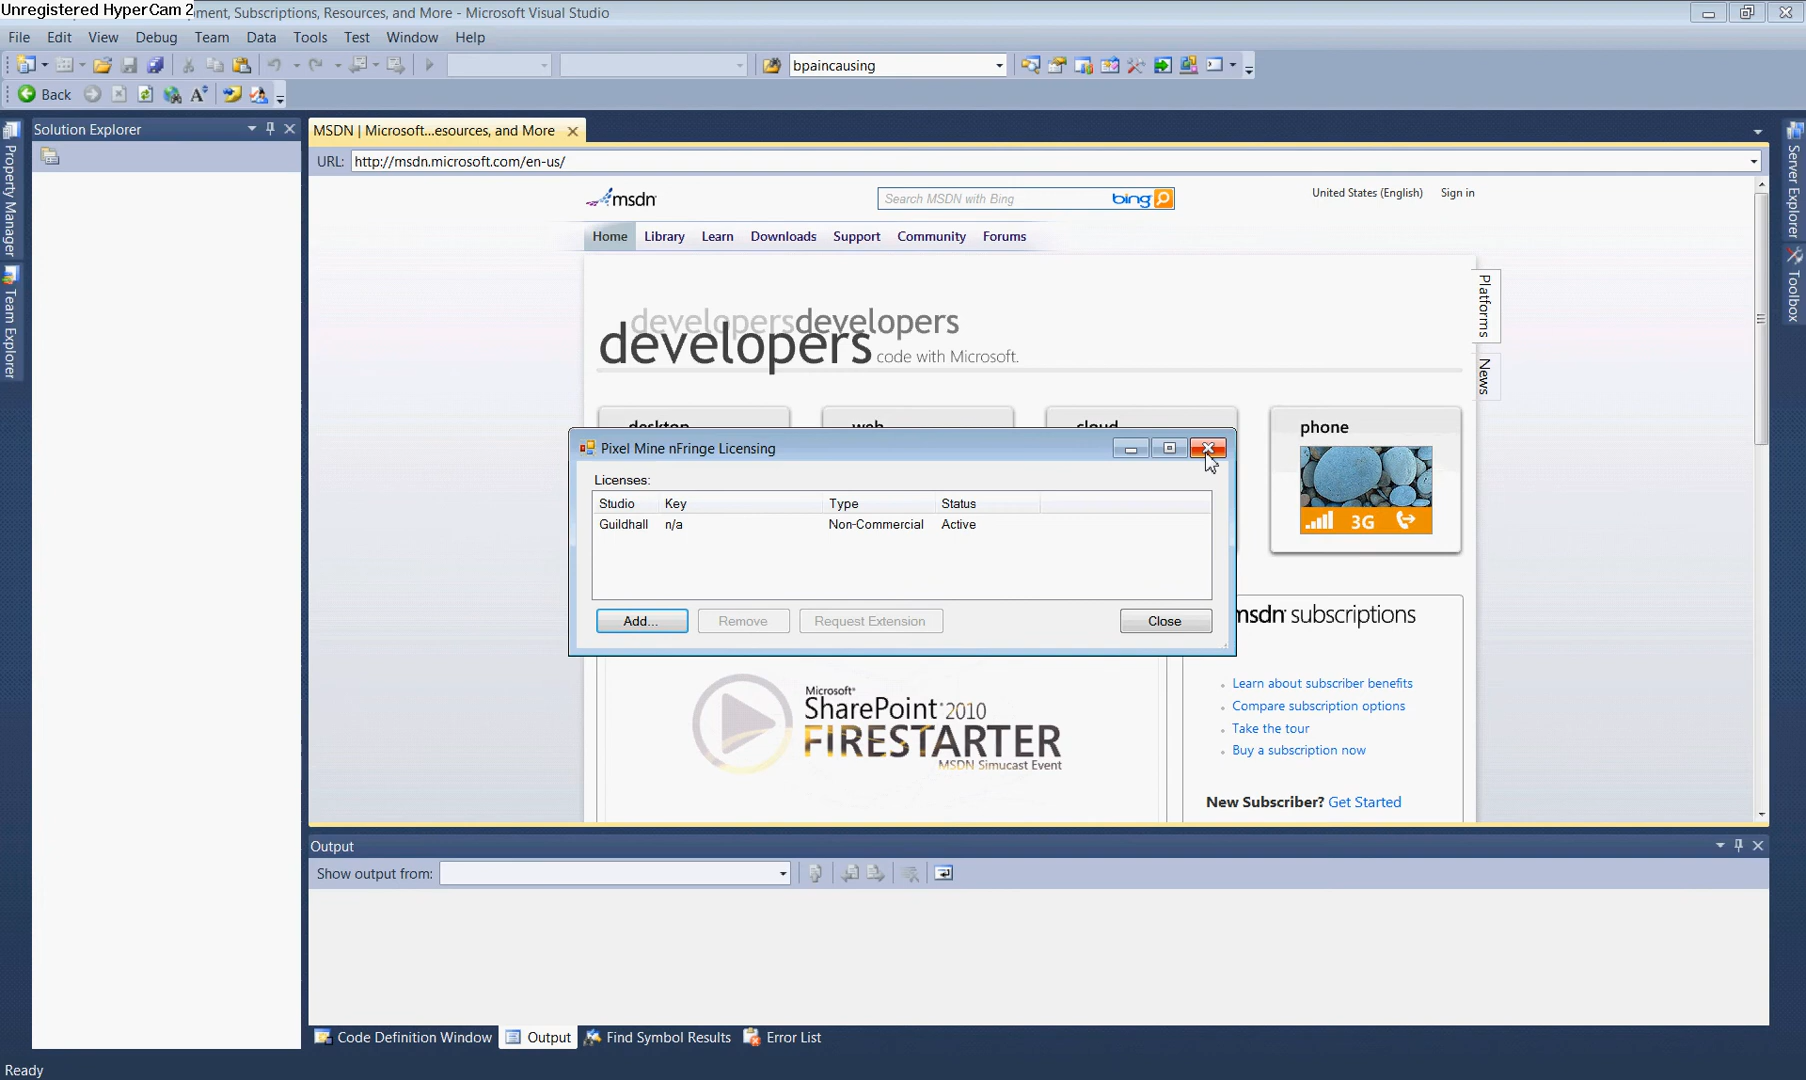 Unregistered HyperCam 2
ment, Subscriptions, Resources, and More - Microsoft Visual Studio
File Edit View Debug Team Data Tools Test Window Help
bpaincausing
Back
Solution Explorer
MSDN | Microsoft...esources, and More
URL: http://msdn.microsoft.com/en-us/
Property Manager
Team Explorer
Server Explorer
Toolbox
msdn
Search MSDN with Bing
bing
United States (English) Sign in
Home Library Learn Downloads Support Community Forums
Platforms
News
developersdevelopers
developers code with Microsoft.
desktop web cloud phone
3G
Pixel Mine nFringe Licensing
Licenses:
Studio Key Type Status
Guildhall n/a Non-Commercial Active
Add... Remove Request Extension Close
msdn subscriptions
Learn about subscriber benefits
Compare subscription options
Take the tour
Buy a subscription now
New Subscriber? Get Started
Microsoft
SharePoint 2010
FIRESTARTER
MSDN Simucast Event
Output
Show output from:
Code Definition Window Output Find Symbol Results Error List
Ready